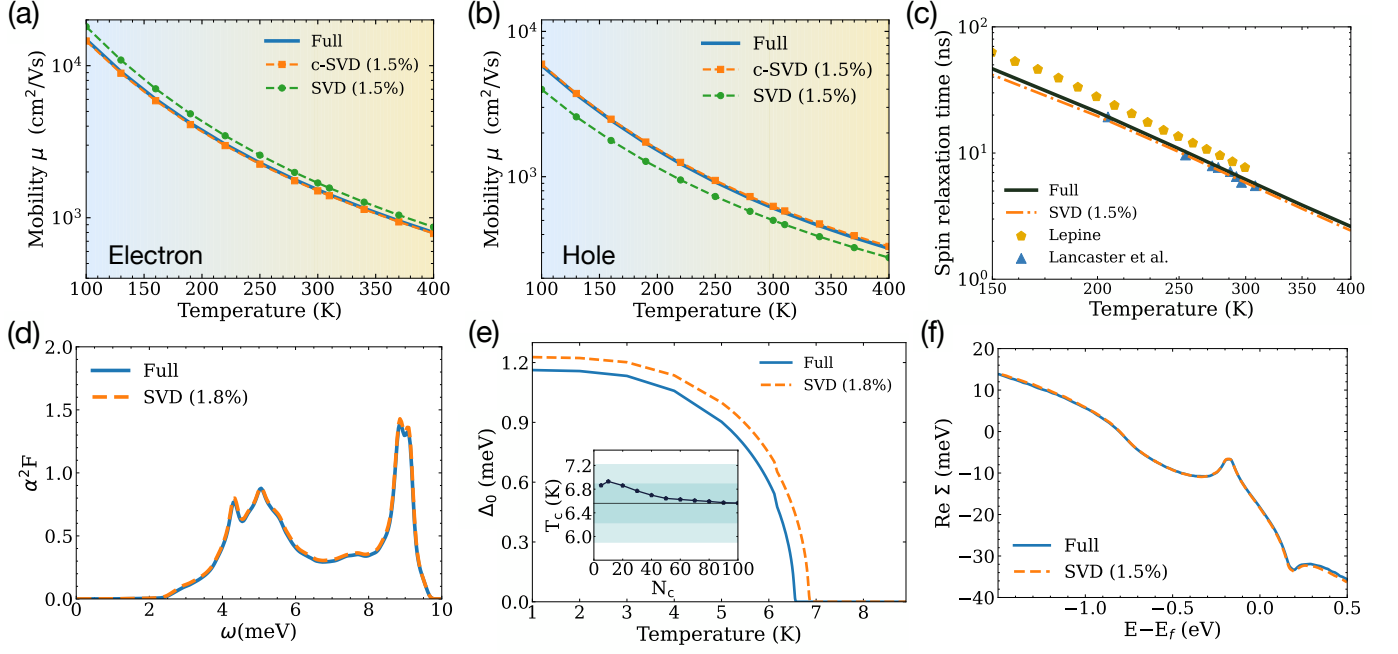 (a)
Mobility μ (cm²/Vs)
10⁴
10³
Full
c-SVD (1.5%)
SVD (1.5%)
Electron
100 150 200 250 300 350 400
Temperature (K)
(b)
Mobility μ (cm²/Vs)
10⁴
10³
Full
c-SVD (1.5%)
SVD (1.5%)
Hole
100 150 200 250 300 350 400
Temperature (K)
(c)
Spin relaxation time (ns)
10²
10¹
10⁰
Full
SVD (1.5%)
Lepine
Lancaster et al.
150 200 250 300 350 400
Temperature (K)
(d)
α²F
2.0
1.5
1.0
0.5
0.0
Full
SVD (1.8%)
0 2 4 6 8 10
ω(meV)
(e)
Δ₀ (meV)
1.2
0.9
0.6
0.3
0.0
Full
SVD (1.8%)
T_c (K)
7.2
6.8
6.4
6.0
0 20 40 60 80 100
N_c
1 2 3 4 5 6 7 8
Temperature (K)
(f)
Re Σ (meV)
20
10
0
−10
−20
−30
−40
Full
SVD (1.5%)
−1.0 −0.5 0.0 0.5
E−E_f (eV)